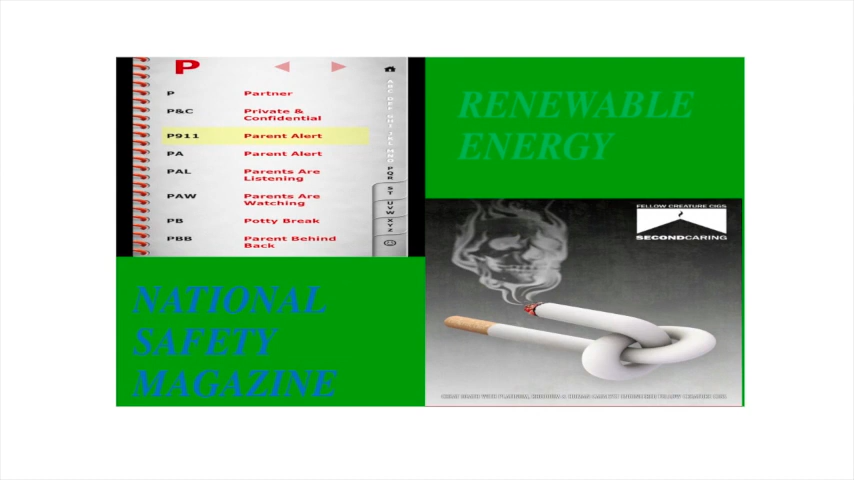 P
P Partner
P&C Private &
Confidential
P911 Parent Alert
PA Parent Alert
PAL Parents Are
Listening
PAW Parents Are
Watching
PB Potty Break
PBB Parent Behind
Back
RENEWABLE
ENERGY
NATIONAL
SAFETY
MAGAZINE
FELLOW CREATURE CIGS
SECONDCARING